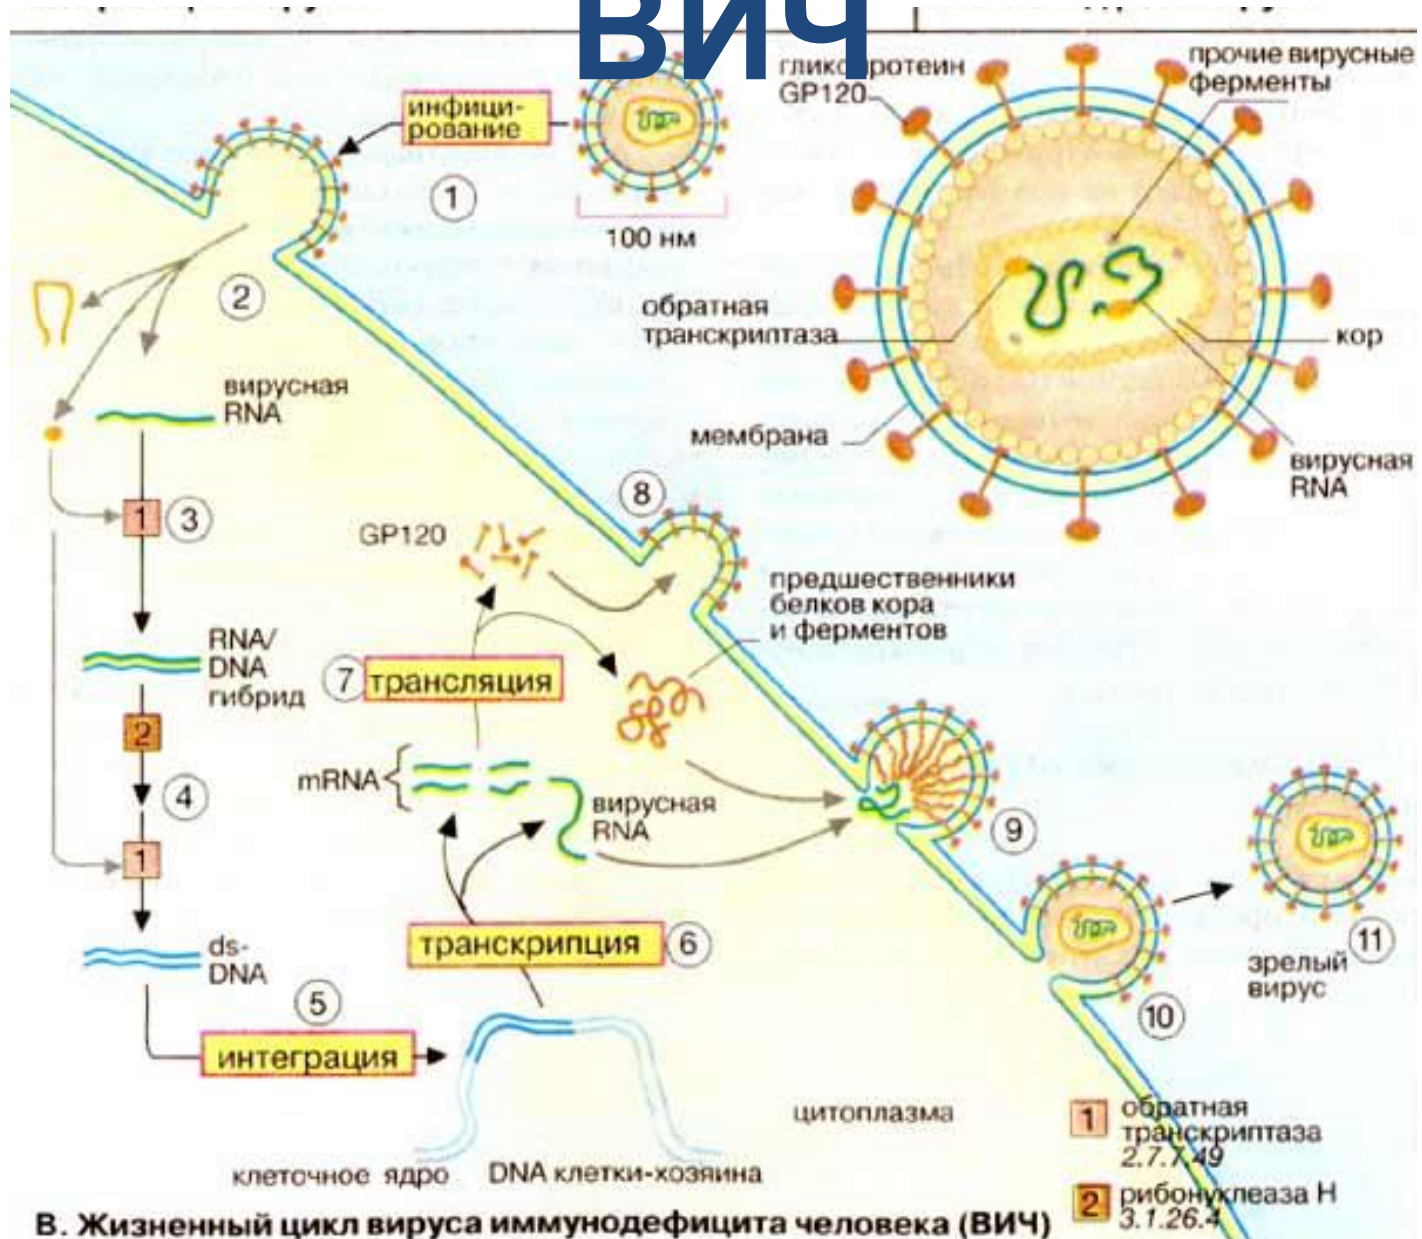 ВИЧ
гликопротеин
GP120
прочие вирусные
ферменты
инфици-
рование
1
100 нм
2
обратная
транскриптаза
кор
вирусная
RNA
мембрана
вирусная
RNA
8
1
3
GP120
предшественники
белков кора
и ферментов
RNA/
DNA
гибрид
7
трансляция
2
mRNA
4
вирусная
RNA
9
1
транскрипция
6
11
ds-
DNA
зрелый
вирус
5
10
интеграция
цитоплазма
1
обратная
транскриптаза
2.7.7.49
клеточное ядро
DNA клетки-хозяина
2
рибонуклеаза H
3.1.26.4
В. Жизненный цикл вируса иммунодефицита человека (ВИЧ)